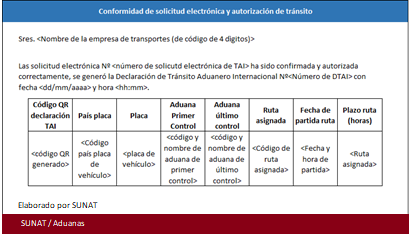 Conformidad de solicitud electrónica y autorización de tránsito
Sres. <Nombre de la empresa de transportes (de código de 4 dígitos)>
Las solicitud electrónica Nº <número de solicutd electrónica de TAI> ha sido confirmada y autorizada
correctamente, se generó la Declaración de Tránsito Aduanero Internacional Nº<Número de DTAI> con
fecha <dd/mm/aaaa> y hora <hh:mm>.
Código QR declaración TAI
País placa
Placa
Aduana Primer Control
Aduana último control
Ruta asignada
Fecha de partida ruta
Plazo ruta (horas)
<código QR generado>
<Código país placa de vehículo>
<placa de vehículo>
<código y nombre de aduana de primer control>
<código y nombre de aduana de último control>
<Código de ruta asignada>
<Fecha y hora de partida>
<Ruta asignada>
Elaborado por SUNAT
SUNAT / Aduanas